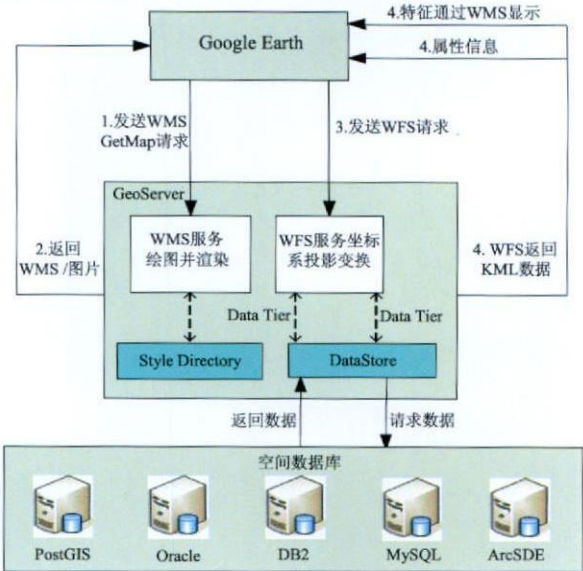 4.特征通过WMS显示
Google Earth
4.属性信息
1.发送WMS
GetMap请求
3.发送WFS请求
GeoServer
2.返回
WMS /图片
WMS服务
绘图并渲染
WFS服务坐标
系投影变换
4. WFS返回
KML数据
Data Tier
Data Tier
Style Directory
DataStore
返回数据
请求数据
空间数据库
PostGIS
Oracle
DB2
MySQL
ArcSDE